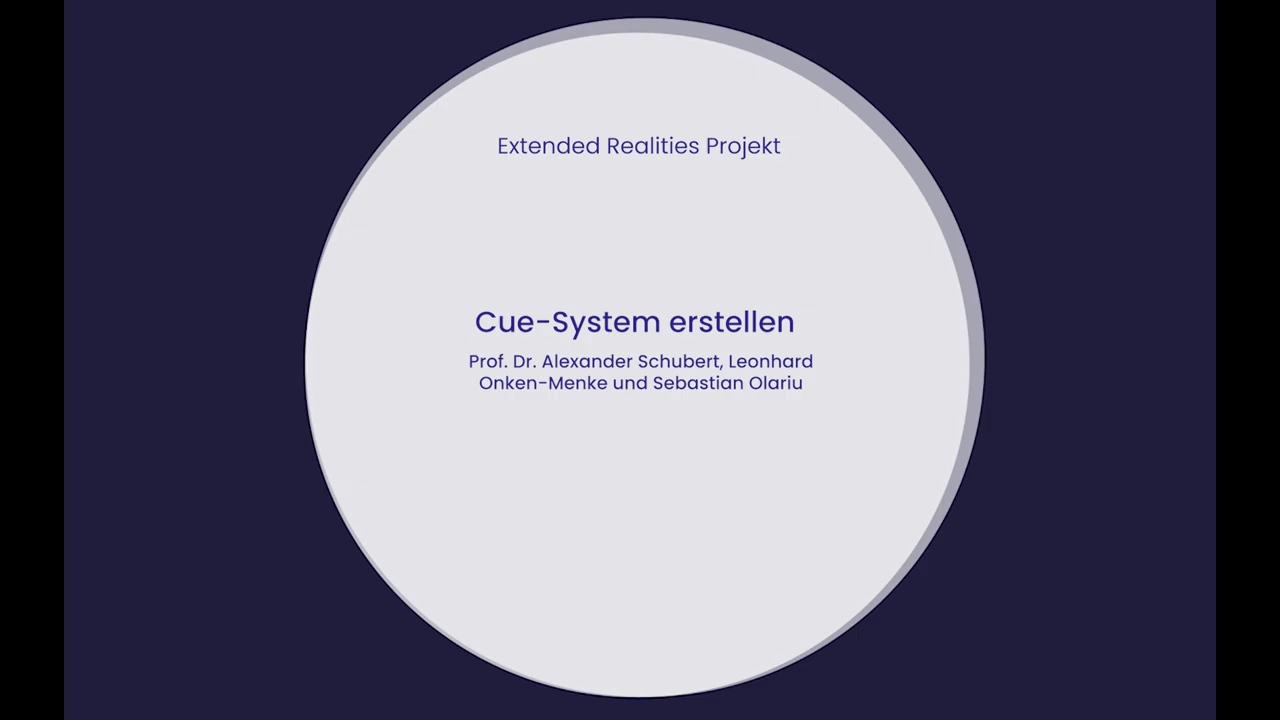 Extended Realities Projekt
Cue-System erstellen
Prof. Dr. Alexander Schubert, Leonhard
Onken-Menke und Sebastian Olariu